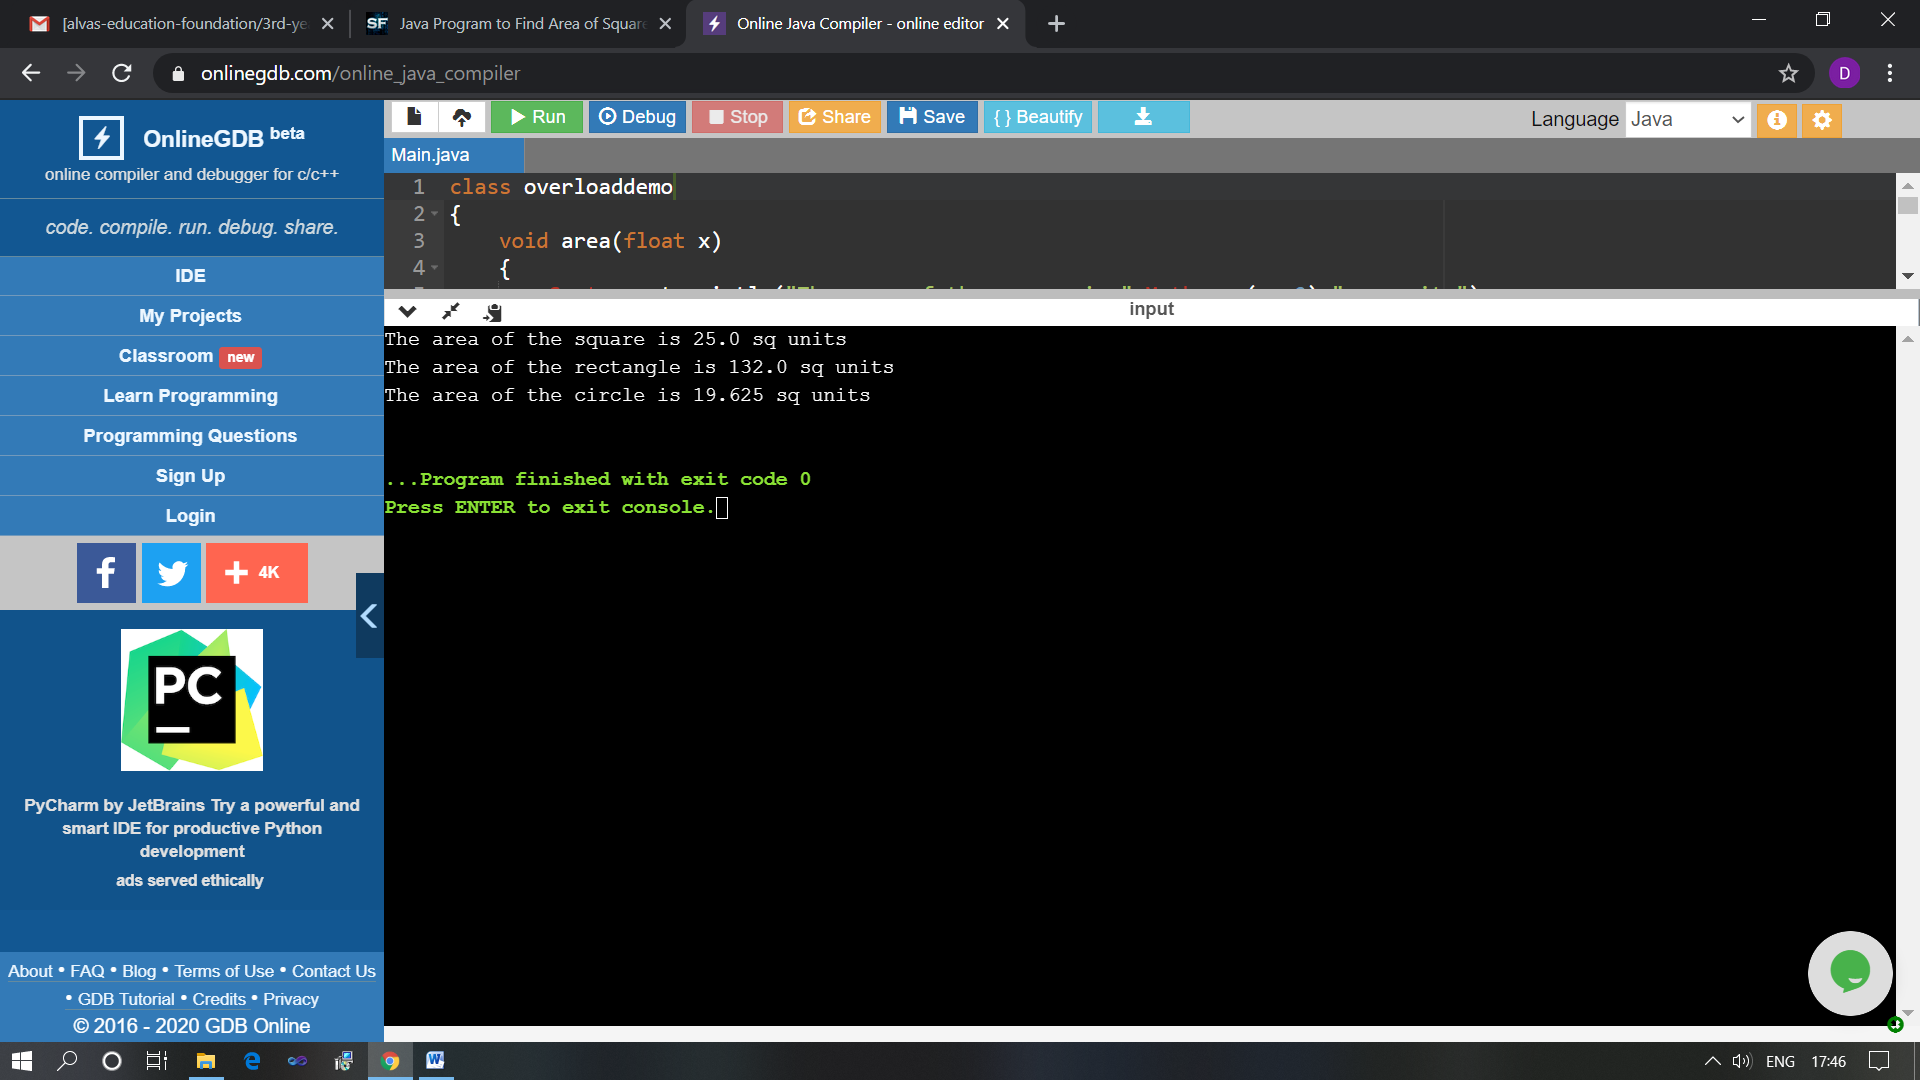 [alvas-education-foundation/3rd-ye
SF Java Program to Find Area of Square
Online Java Compiler - online editor
onlinegdb.com/online_java_compiler
D
OnlineGDB beta
online compiler and debugger for c/c++
code. compile. run. debug. share.
IDE
My Projects
Classroom new
Learn Programming
Programming Questions
Sign Up
Login
f
4K
PC
PyCharm by JetBrains Try a powerful and
smart IDE for productive Python
development
ads served ethically
About • FAQ • Blog • Terms of Use • Contact Us
• GDB Tutorial • Credits • Privacy
© 2016 - 2020 GDB Online
Run Debug Stop Share Save { } Beautify
Language Java
Main.java
1 class overloaddemo
2 {
3 void area(float x)
4 {
input
The area of the square is 25.0 sq units
The area of the rectangle is 132.0 sq units
The area of the circle is 19.625 sq units
...Program finished with exit code 0
Press ENTER to exit console.
ENG 17:46